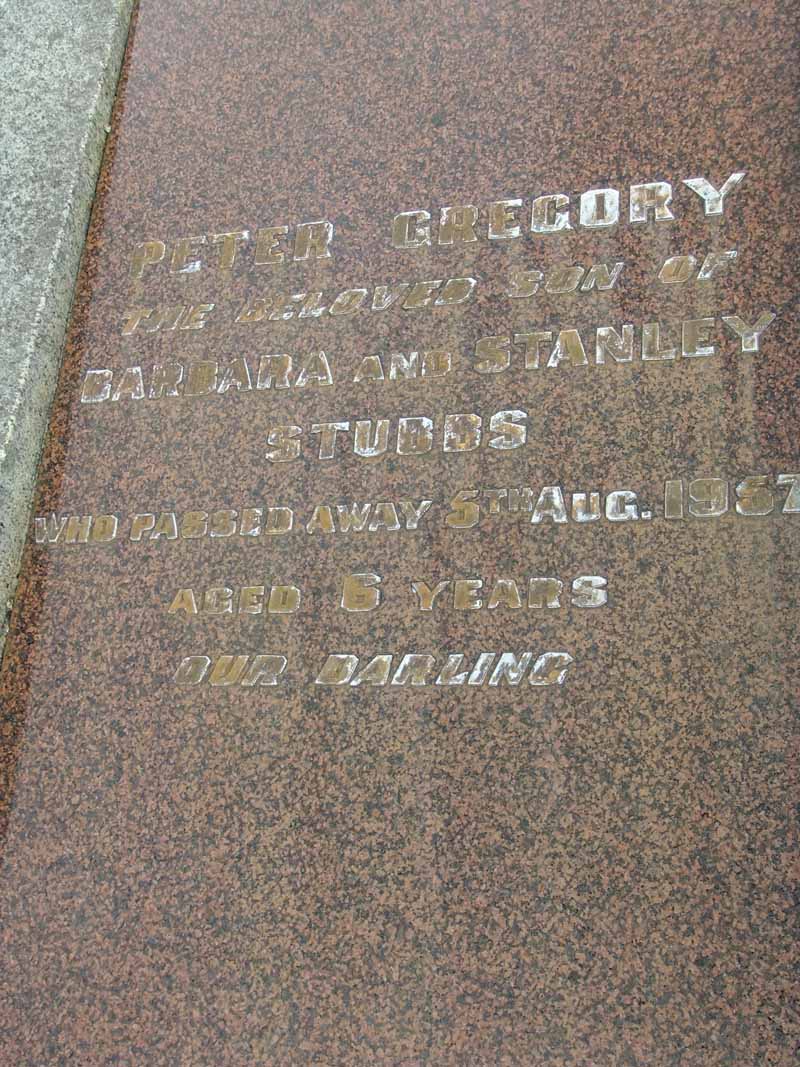 PETER GREGORY
THE BELOVED SON OF
BARBARA AND STANLEY
STUBBS
WHO PASSED AWAY 5TH AUG. 1957
AGED 6 YEARS
OUR DARLING